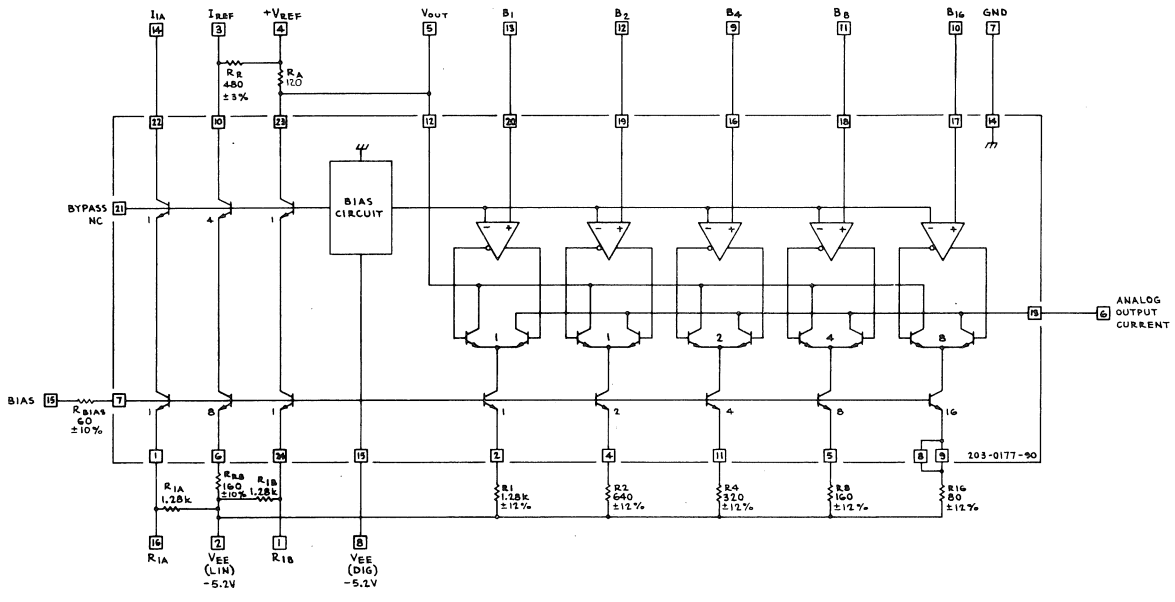 I1A IREF +VREF VOUT B1 B2 B4 B8 B16 GND
14 3 4 5 13 12 9 11 10 7
RR
480
±3%
RA
120
22 10 23 12 20 19 16 18 17 14
BYPASS
NC
21
1 4 1
BIAS
CIRCUIT
- + - + - + - + - +
1 1 2 4 8
13 6
ANALOG
OUTPUT
CURRENT
BIAS 15
RBIAS
60
±10%
7
1 8 1 1 2 4 8 16
1 6 24 15 2 4 11 5 8 9
203-0177-90
R1A
1.28K
RRB
160
±10%
R1B
1.28K
R1
1.28K
±12%
R2
640
±12%
R4
320
±12%
R8
160
±12%
R16
80
±12%
16 2 1 8
R1A
VEE
(LIN)
-5.2V
R1B
VEE
(DIG)
-5.2V